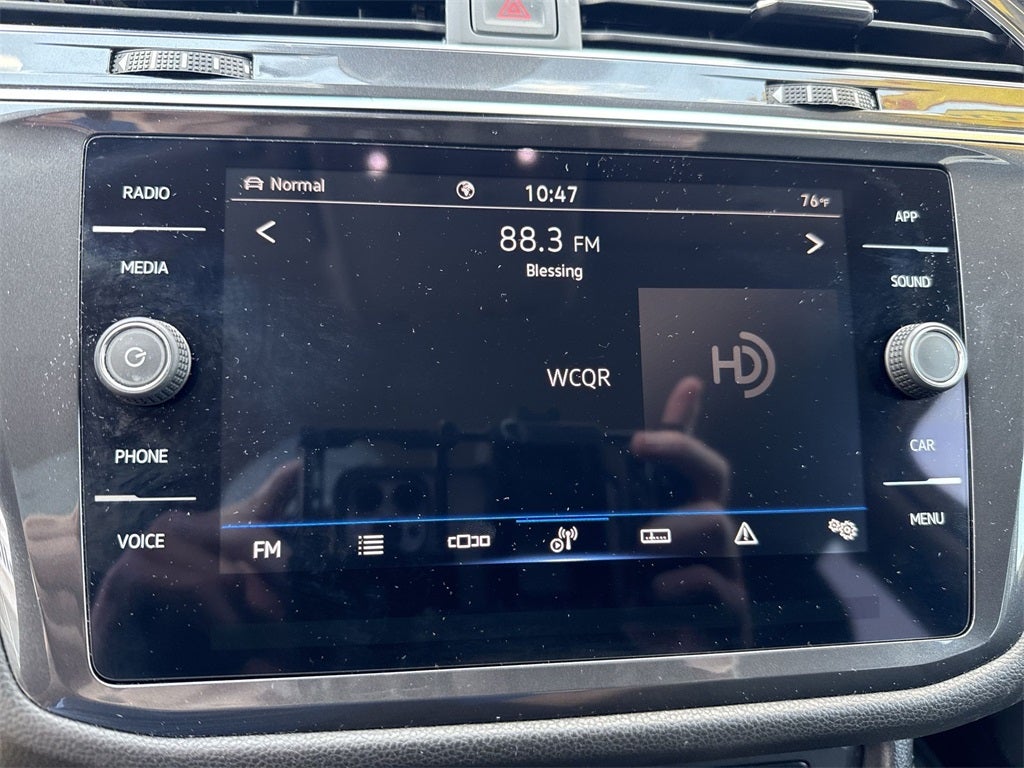 RADIO
MEDIA
PHONE
VOICE
Normal
10:47
76°F
88.3 FM
Blessing
WCQR
HD
FM
APP
SOUND
CAR
MENU